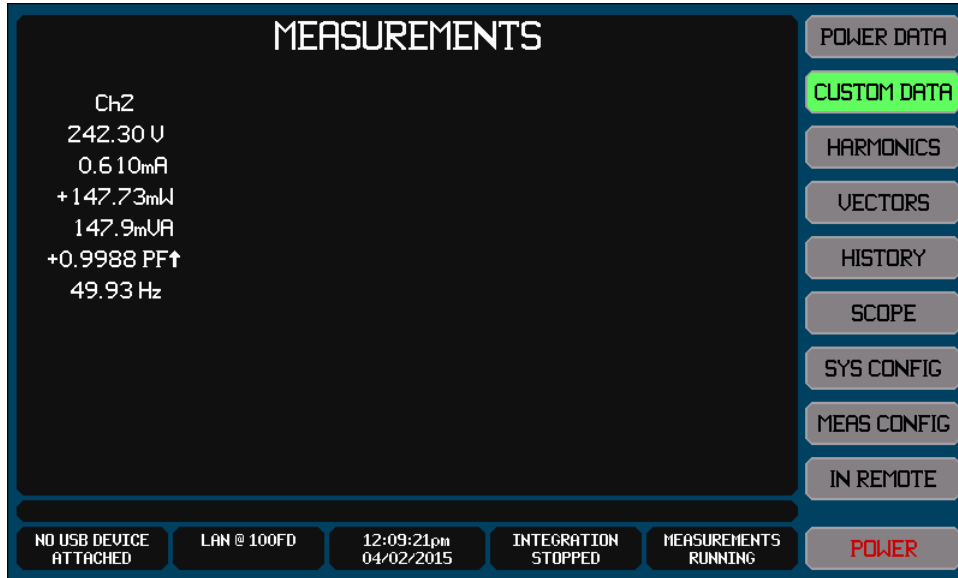 MEASUREMENTS
Ch2
242.30 V
0.610mA
+147.73mW
147.9mVA
+0.9988 PF↑
49.93 Hz
POWER DATA
CUSTOM DATA
HARMONICS
VECTORS
HISTORY
SCOPE
SYS CONFIG
MEAS CONFIG
IN REMOTE
POWER
NO USB DEVICE
ATTACHED
LAN @ 100FD
12:09:21pm
04/02/2015
INTEGRATION
STOPPED
MEASUREMENTS
RUNNING